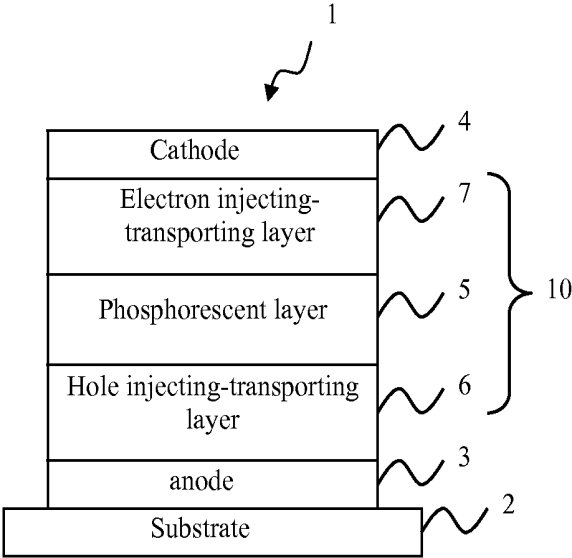 1
Cathode
4
Electron injecting-
transporting layer
7
Phosphorescent layer
5
10
Hole injecting-transporting
layer
6
anode
3
Substrate
2